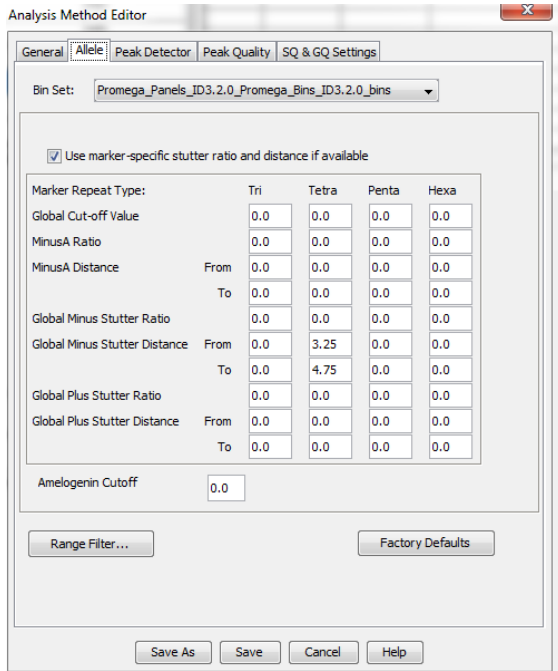 Analysis Method Editor
x
General Allele Peak Detector Peak Quality SQ & GQ Settings
Bin Set: Promega_Panels_ID3.2.0_Promega_Bins_ID3.2.0_bins
Use marker-specific stutter ratio and distance if available
Marker Repeat Type: Tri Tetra Penta Hexa
Global Cut-off Value 0.0 0.0 0.0 0.0
MinusA Ratio 0.0 0.0 0.0 0.0
MinusA Distance From 0.0 0.0 0.0 0.0
To 0.0 0.0 0.0 0.0
Global Minus Stutter Ratio 0.0 0.0 0.0 0.0
Global Minus Stutter Distance From 0.0 3.25 0.0 0.0
To 0.0 4.75 0.0 0.0
Global Plus Stutter Ratio 0.0 0.0 0.0 0.0
Global Plus Stutter Distance From 0.0 0.0 0.0 0.0
To 0.0 0.0 0.0 0.0
Amelogenin Cutoff 0.0
Range Filter... Factory Defaults
Save As Save Cancel Help